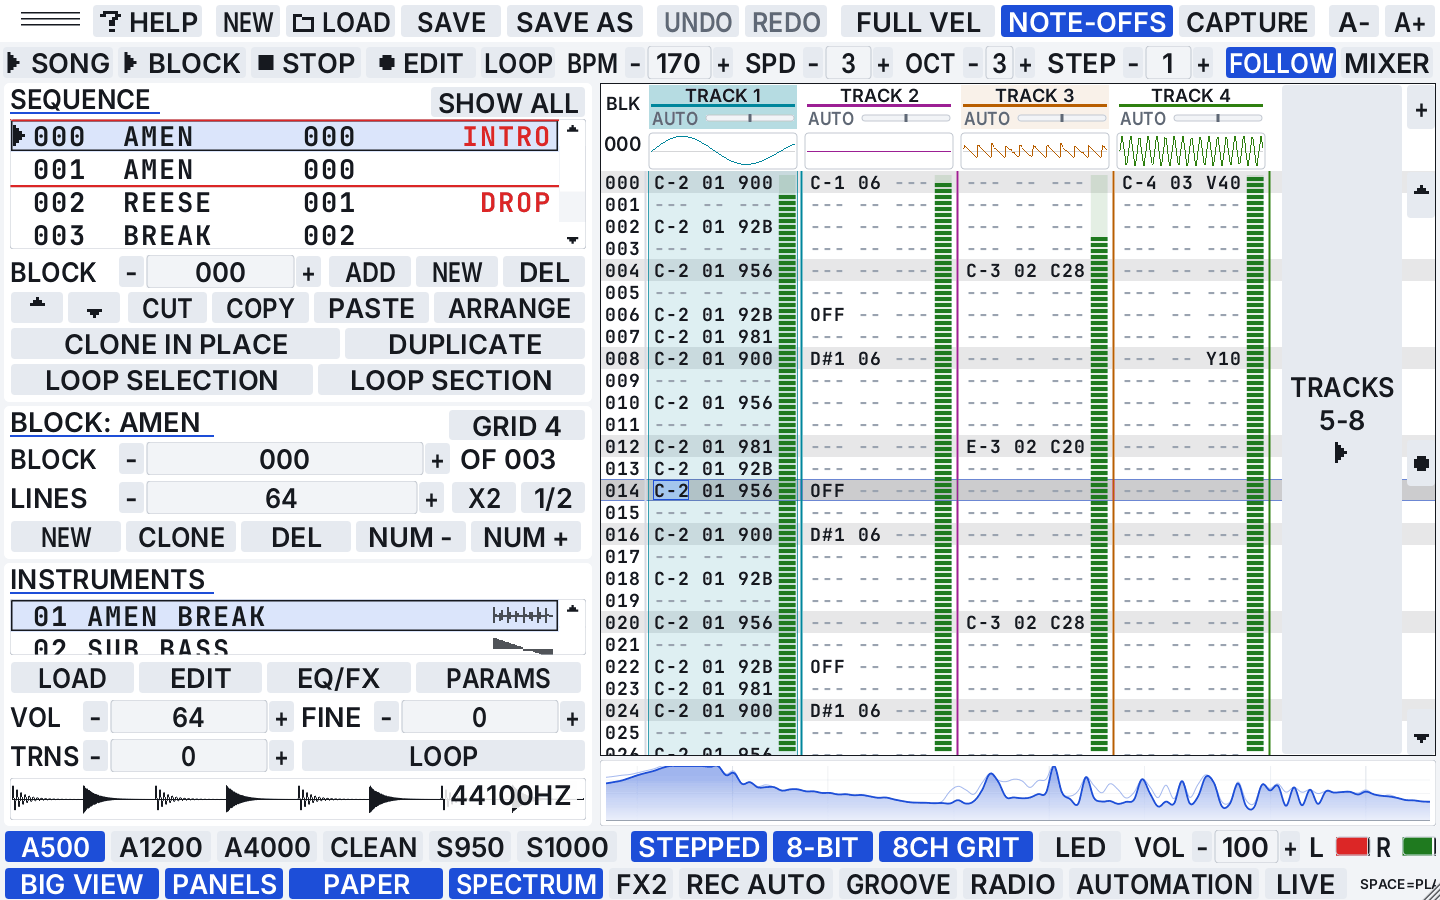 ? HELP NEW LOAD SAVE SAVE AS UNDO REDO FULL VEL NOTE-OFFS CAPTURE A- A+
SONG BLOCK STOP EDIT LOOP BPM - 170 + SPD - 3 + OCT - 3 + STEP - 1 + FOLLOW MIXER
SEQUENCE SHOW ALL
000 AMEN 000 INTRO
001 AMEN 000
002 REESE 001 DROP
003 BREAK 002
BLOCK - 000 + ADD NEW DEL
CUT COPY PASTE ARRANGE
CLONE IN PLACE DUPLICATE
LOOP SELECTION LOOP SECTION
BLOCK: AMEN GRID 4
BLOCK - 000 + OF 003
LINES - 64 + X2 1/2
NEW CLONE DEL NUM - NUM +
INSTRUMENTS
01 AMEN BREAK
02 SUB BASS
LOAD EDIT EQ/FX PARAMS
VOL - 64 + FINE - 0 +
TRNS - 0 + LOOP
44100HZ
BLK TRACK 1 TRACK 2 TRACK 3 TRACK 4 +
AUTO AUTO AUTO AUTO
000
000 C-2 01 900 C-1 06 --- --- -- --- C-4 03 V40
001 --- -- --- --- -- --- --- -- --- --- -- ---
002 C-2 01 92B --- -- --- --- -- --- --- -- ---
003 --- -- --- --- -- --- --- -- --- --- -- ---
004 C-2 01 956 --- -- --- C-3 02 C28 --- -- ---
005 --- -- --- --- -- --- --- -- --- --- -- ---
006 C-2 01 92B OFF -- --- --- -- --- --- -- ---
007 C-2 01 981 --- -- --- --- -- --- --- -- ---
008 C-2 01 900 D#1 06 --- --- -- --- --- -- Y10
009 --- -- --- --- -- --- --- -- --- --- -- ---
010 C-2 01 956 --- -- --- --- -- --- --- -- ---
011 --- -- --- --- -- --- --- -- --- --- -- ---
012 C-2 01 981 --- -- --- E-3 02 C20 --- -- ---
013 C-2 01 92B --- -- --- --- -- --- --- -- ---
014 C-2 01 956 OFF -- --- --- -- --- --- -- ---
015 --- -- --- --- -- --- --- -- --- --- -- ---
016 C-2 01 900 D#1 06 --- --- -- --- --- -- ---
017 --- -- --- --- -- --- --- -- --- --- -- ---
018 C-2 01 92B --- -- --- --- -- --- --- -- ---
019 --- -- --- --- -- --- --- -- --- --- -- ---
020 C-2 01 956 --- -- --- C-3 02 C28 --- -- ---
021 --- -- --- --- -- --- --- -- --- --- -- ---
022 C-2 01 92B OFF -- --- --- -- --- --- -- ---
023 C-2 01 981 --- -- --- --- -- --- --- -- ---
024 C-2 01 900 D#1 06 --- --- -- --- --- -- ---
025 --- -- --- --- -- --- --- -- --- --- -- ---
026 C-2 01 956 --- -- --- --- -- --- --- -- ---
TRACKS
5-8
A500 A1200 A4000 CLEAN S950 S1000 STEPPED 8-BIT 8CH GRIT LED VOL - 100 + L R
BIG VIEW PANELS PAPER SPECTRUM FX2 REC AUTO GROOVE RADIO AUTOMATION LIVE SPACE=PLA